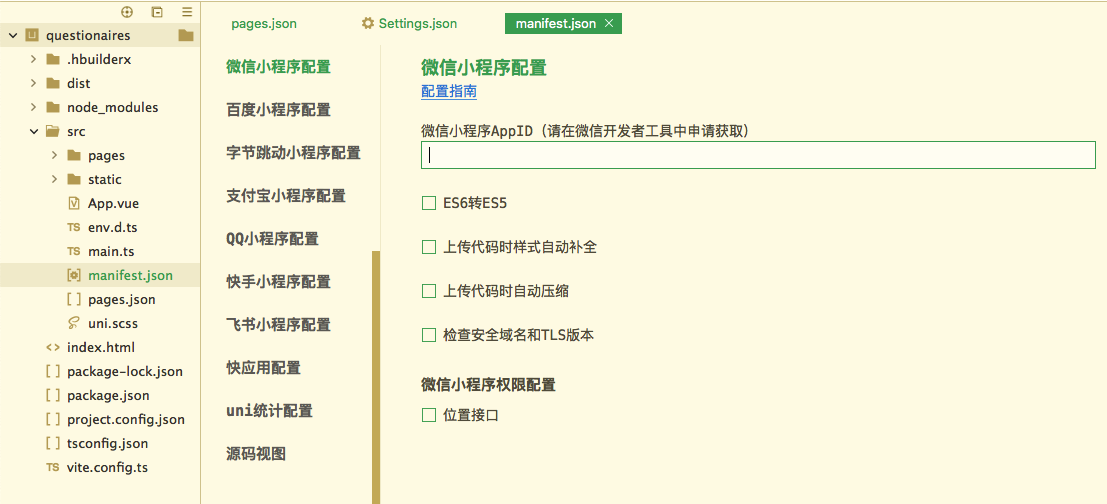 questionaires
.hbuilderx
dist
node_modules
src
pages
static
App.vue
TS env.d.ts
TS main.ts
manifest.json
[ ] pages.json
uni.scss
<> index.html
[ ] package-lock.json
[ ] package.json
[ ] project.config.json
[ ] tsconfig.json
TS vite.config.ts
pages.json
Settings.json
manifest.json
微信小程序配置
百度小程序配置
字节跳动小程序配置
支付宝小程序配置
QQ小程序配置
快手小程序配置
飞书小程序配置
快应用配置
uni统计配置
源码视图
微信小程序配置
配置指南
微信小程序AppID（请在微信开发者工具中申请获取）
ES6转ES5
上传代码时样式自动补全
上传代码时自动压缩
检查安全域名和TLS版本
微信小程序权限配置
位置接口